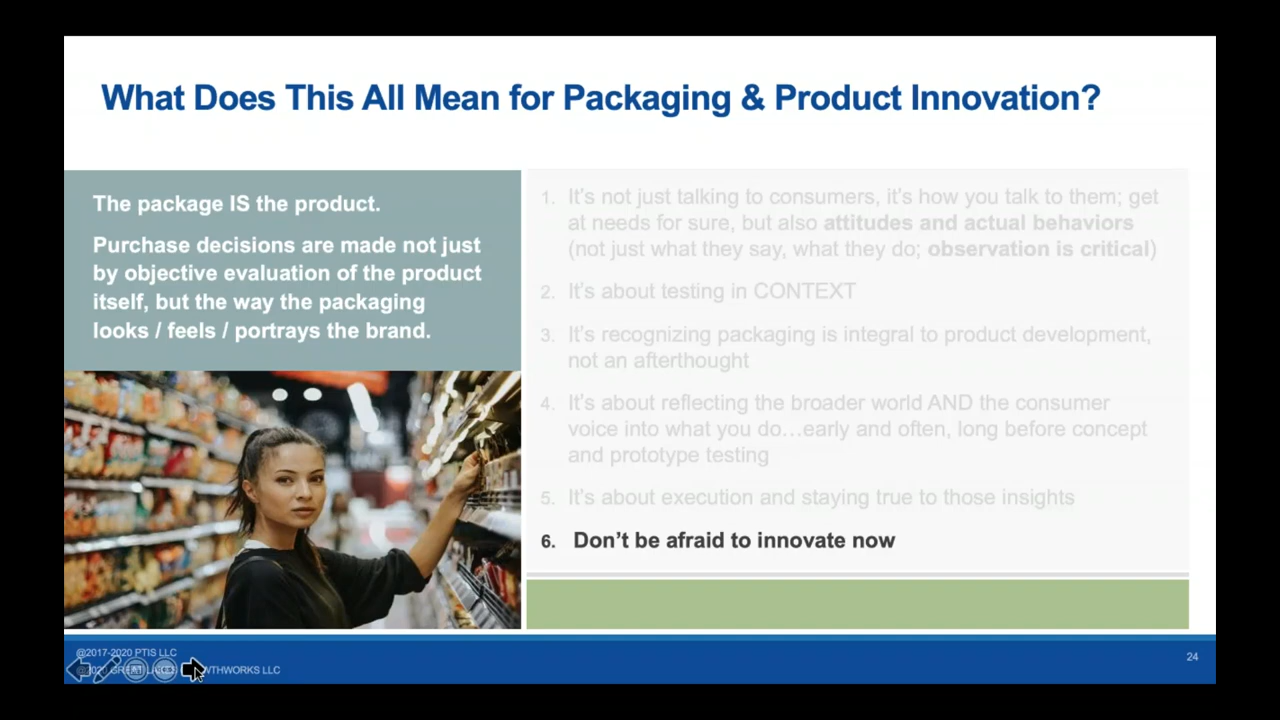 What Does This All Mean for Packaging & Product Innovation?
The package IS the product.
Purchase decisions are made not just
by objective evaluation of the product
itself, but the way the packaging
looks / feels / portrays the brand.
1. It's not just talking to consumers, it's how you talk to them; get
at needs for sure, but also attitudes and actual behaviors
(not just what they say, what they do; observation is critical)
2. It's about testing in CONTEXT
3. It's recognizing packaging is integral to product development,
not an afterthought
4. It's about reflecting the broader world AND the consumer
voice into what you do…early and often, long before concept
and prototype testing
5. It's about execution and staying true to those insights
6. Don't be afraid to innovate now
@2017-2020 PTIS LLC
@2020 GREAT WTHWORKS LLC
24